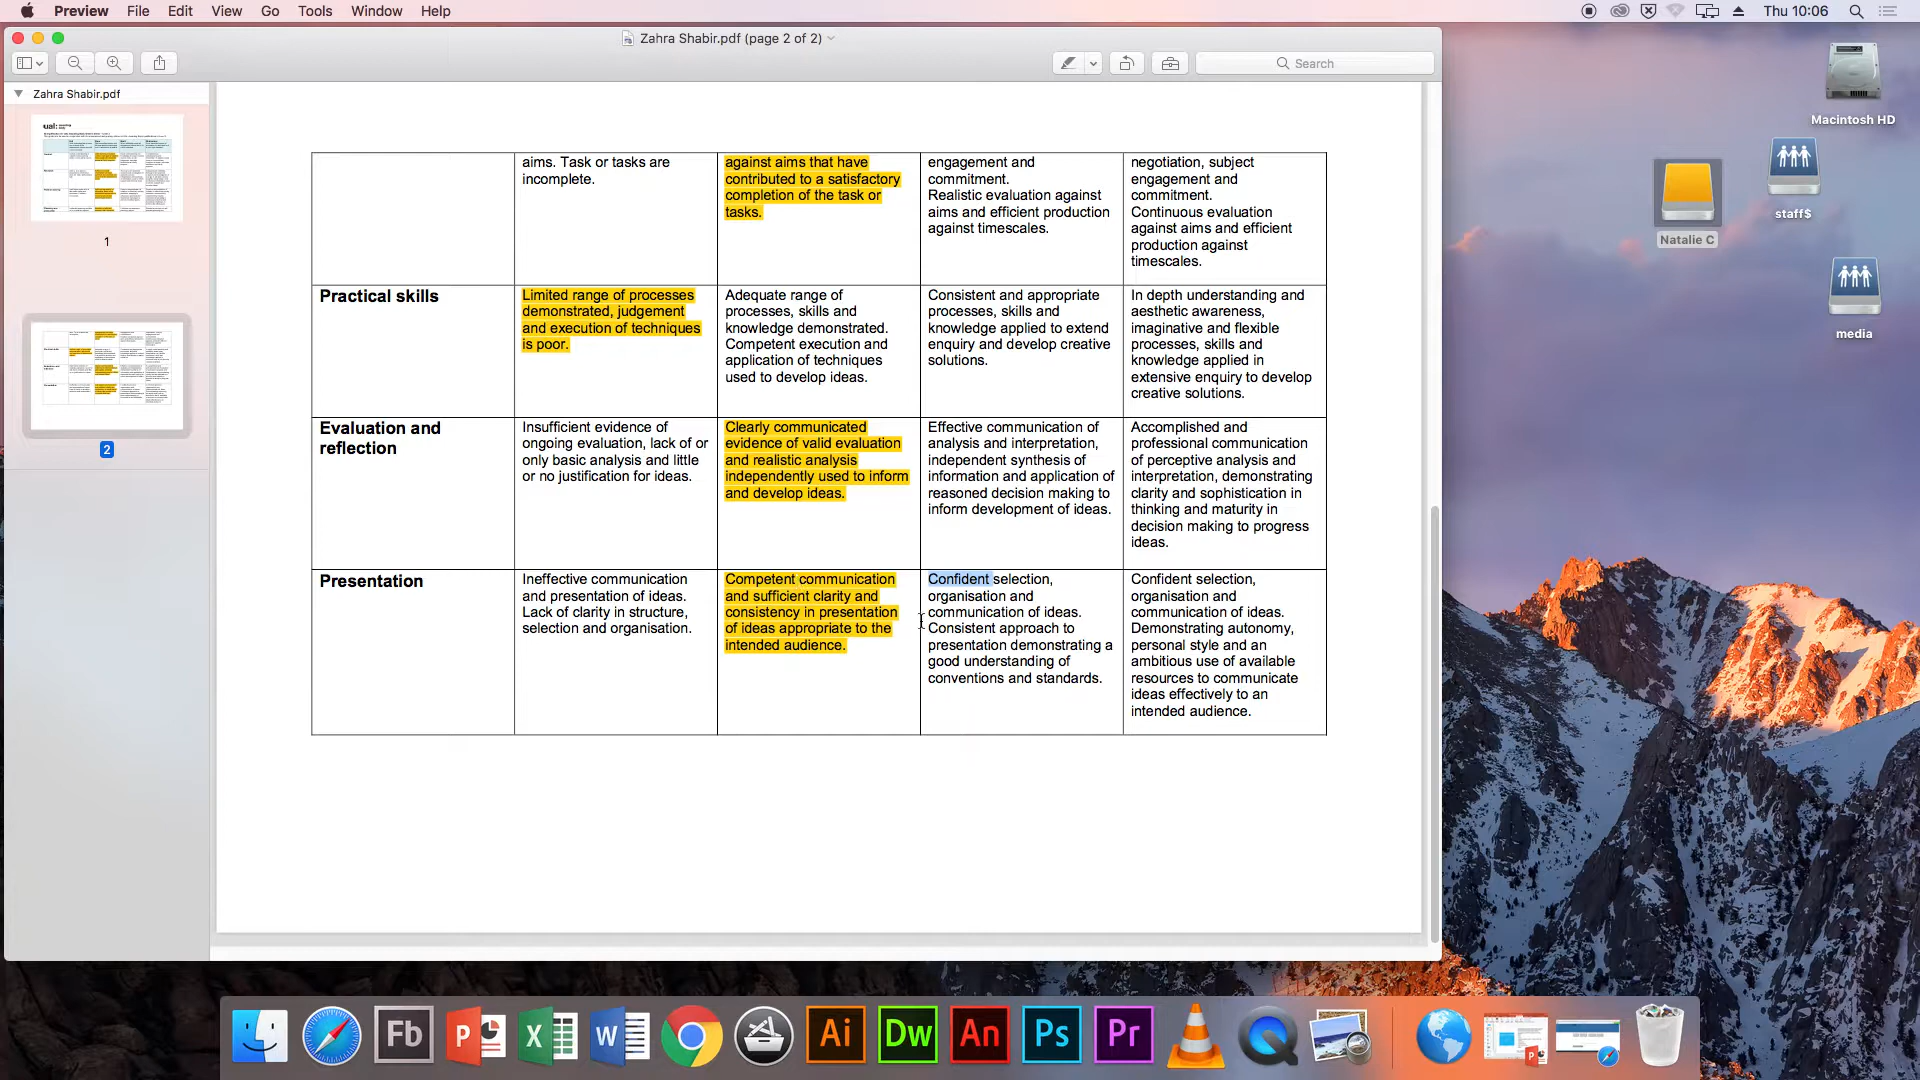 Preview File Edit View Go Tools Window Help
Thu 10:06
Zahra Shabir.pdf (page 2 of 2)
Search
Zahra Shabir.pdf
1
2
aims. Task or tasks are
incomplete.
against aims that have
contributed to a satisfactory
completion of the task or
tasks.
engagement and
commitment.
Realistic evaluation against
aims and efficient production
against timescales.
negotiation, subject
engagement and
commitment.
Continuous evaluation
against aims and efficient
production against
timescales.
Practical skills
Limited range of processes
demonstrated, judgement
and execution of techniques
is poor.
Adequate range of
processes, skills and
knowledge demonstrated.
Competent execution and
application of techniques
used to develop ideas.
Consistent and appropriate
processes, skills and
knowledge applied to extend
enquiry and develop creative
solutions.
In depth understanding and
aesthetic awareness,
imaginative and flexible
processes, skills and
knowledge applied in
extensive enquiry to develop
creative solutions.
Evaluation and
reflection
Insufficient evidence of
ongoing evaluation, lack of or
only basic analysis and little
or no justification for ideas.
Clearly communicated
evidence of valid evaluation
and realistic analysis
independently used to inform
and develop ideas.
Effective communication of
analysis and interpretation,
independent synthesis of
information and application of
reasoned decision making to
inform development of ideas.
Accomplished and
professional communication
of perceptive analysis and
interpretation, demonstrating
clarity and sophistication in
thinking and maturity in
decision making to progress
ideas.
Presentation
Ineffective communication
and presentation of ideas.
Lack of clarity in structure,
selection and organisation.
Competent communication
and sufficient clarity and
consistency in presentation
of ideas appropriate to the
intended audience.
Confident selection,
organisation and
communication of ideas.
Consistent approach to
presentation demonstrating a
good understanding of
conventions and standards.
Confident selection,
organisation and
communication of ideas.
Demonstrating autonomy,
personal style and an
ambitious use of available
resources to communicate
ideas effectively to an
intended audience.
Macintosh HD
Natalie C
staff$
media
Fb
P
X
W
Ai
Dw
An
Ps
Pr